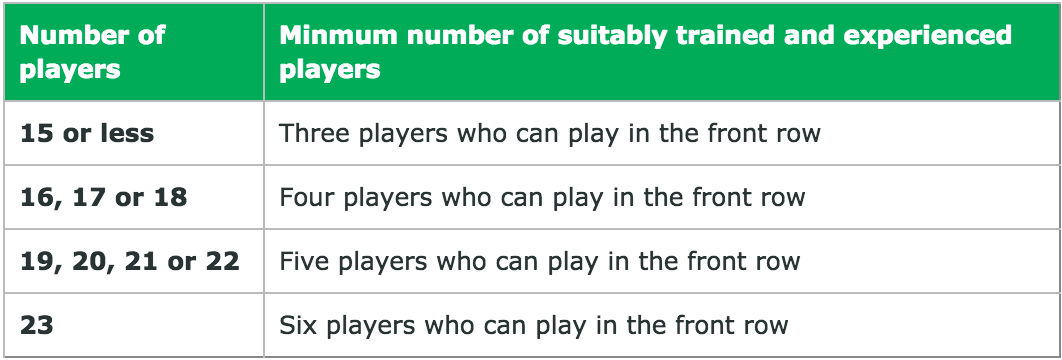 Number of
players
Minmum number of suitably trained and experienced
players
15 or less
Three players who can play in the front row
16, 17 or 18
Four players who can play in the front row
19, 20, 21 or 22
Five players who can play in the front row
23
Six players who can play in the front row